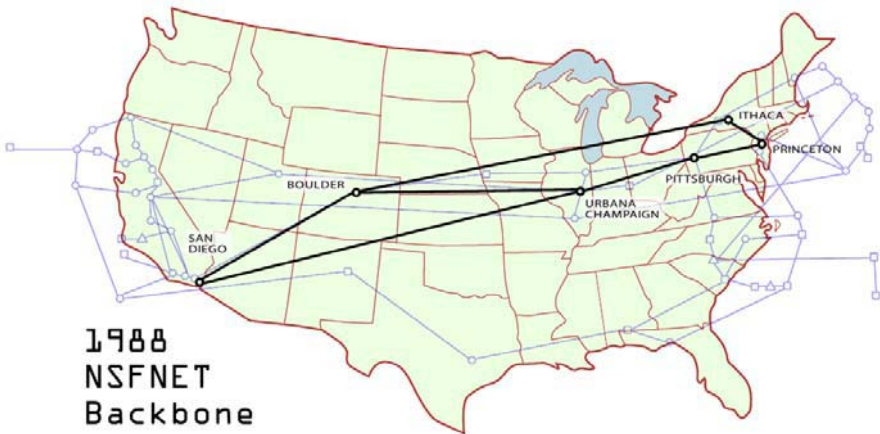 ITHACA
PRINCETON
PITTSBURGH
BOULDER
URBANA
CHAMPAIGN
SAN
DIEGO
1988
NSFNET
Backbone